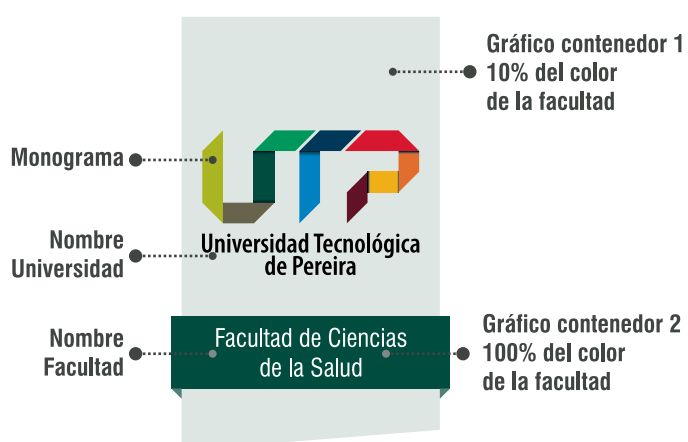 Gráfico contenedor 1
10% del color
de la facultad
Monograma
UTP
Nombre
Universidad
Universidad Tecnológica
de Pereira
Nombre
Facultad
Facultad de Ciencias
de la Salud
Gráfico contenedor 2
100% del color
de la facultad